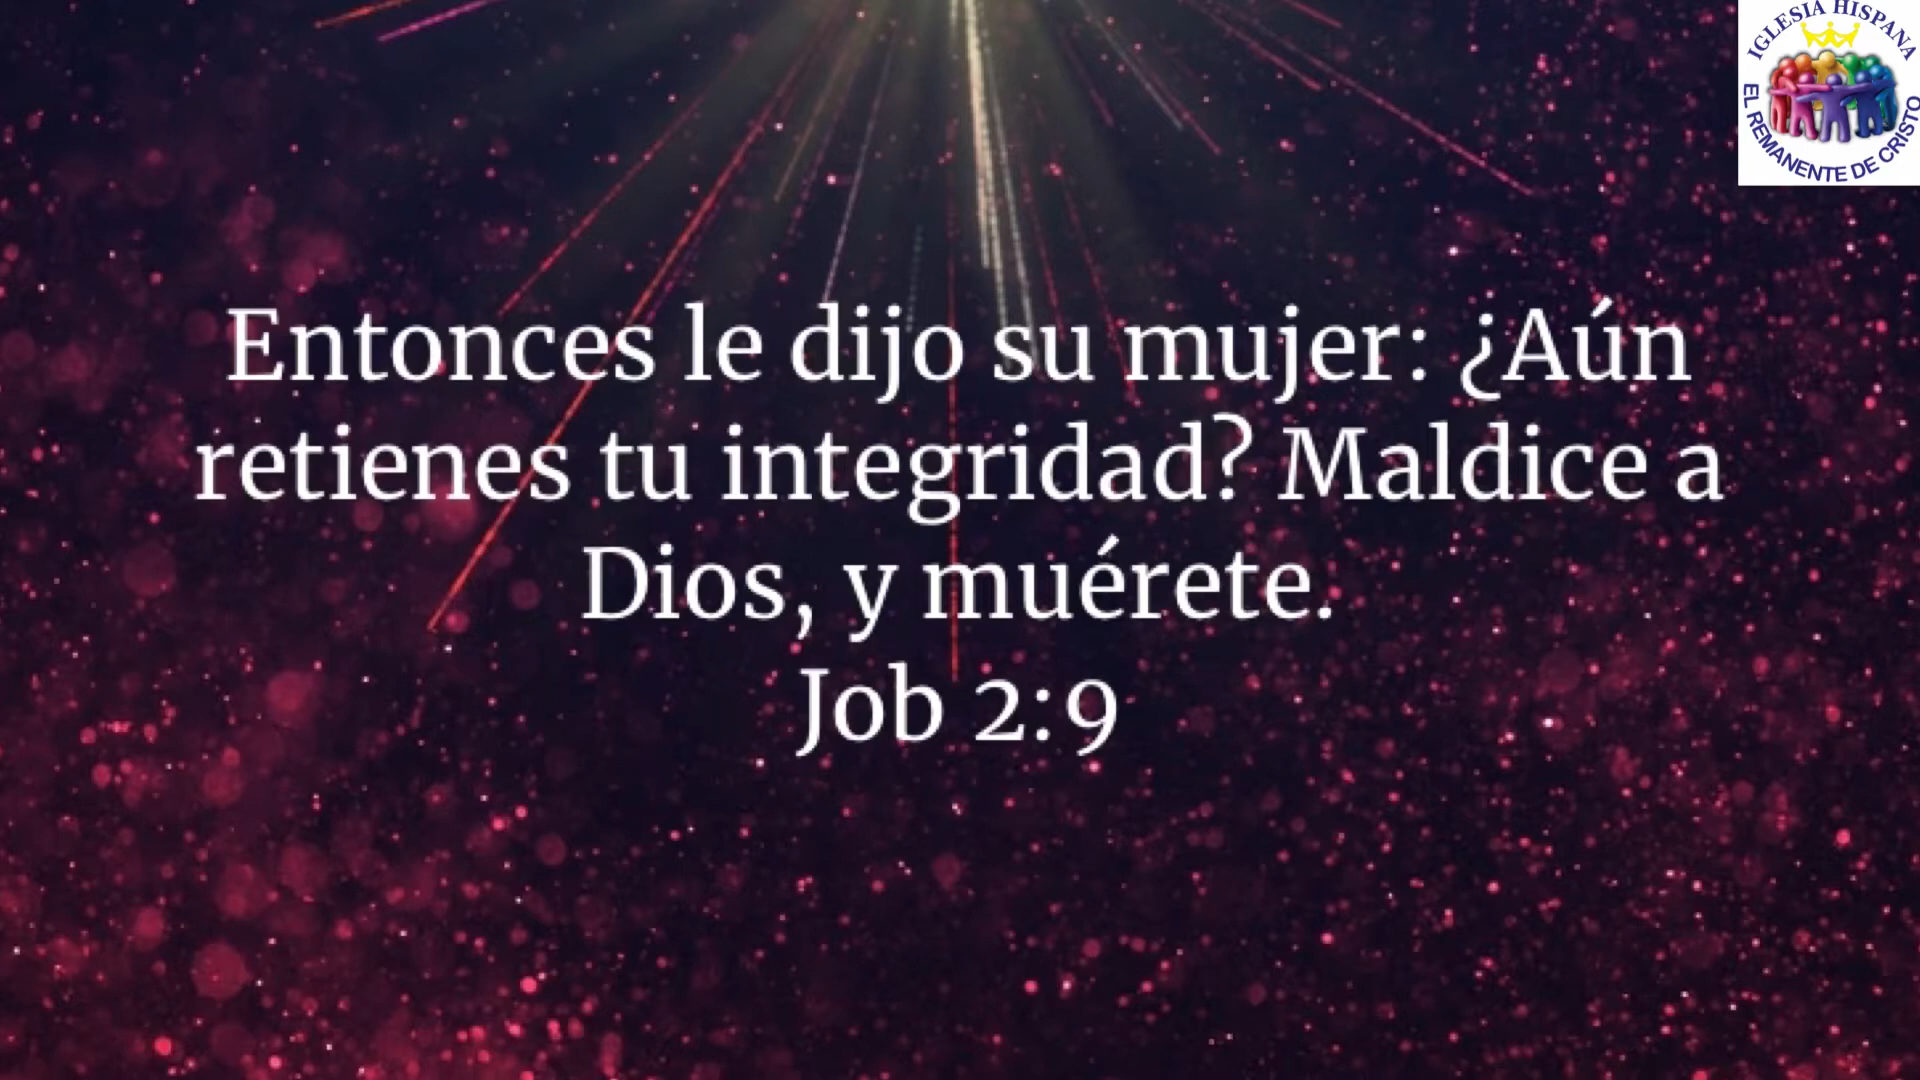 IGLESIA HISPANA
EL REMANENTE DE CRISTO
Entonces le dijo su mujer: ¿Aún
retienes tu integridad? Maldice a
Dios, y muérete.
Job 2:9